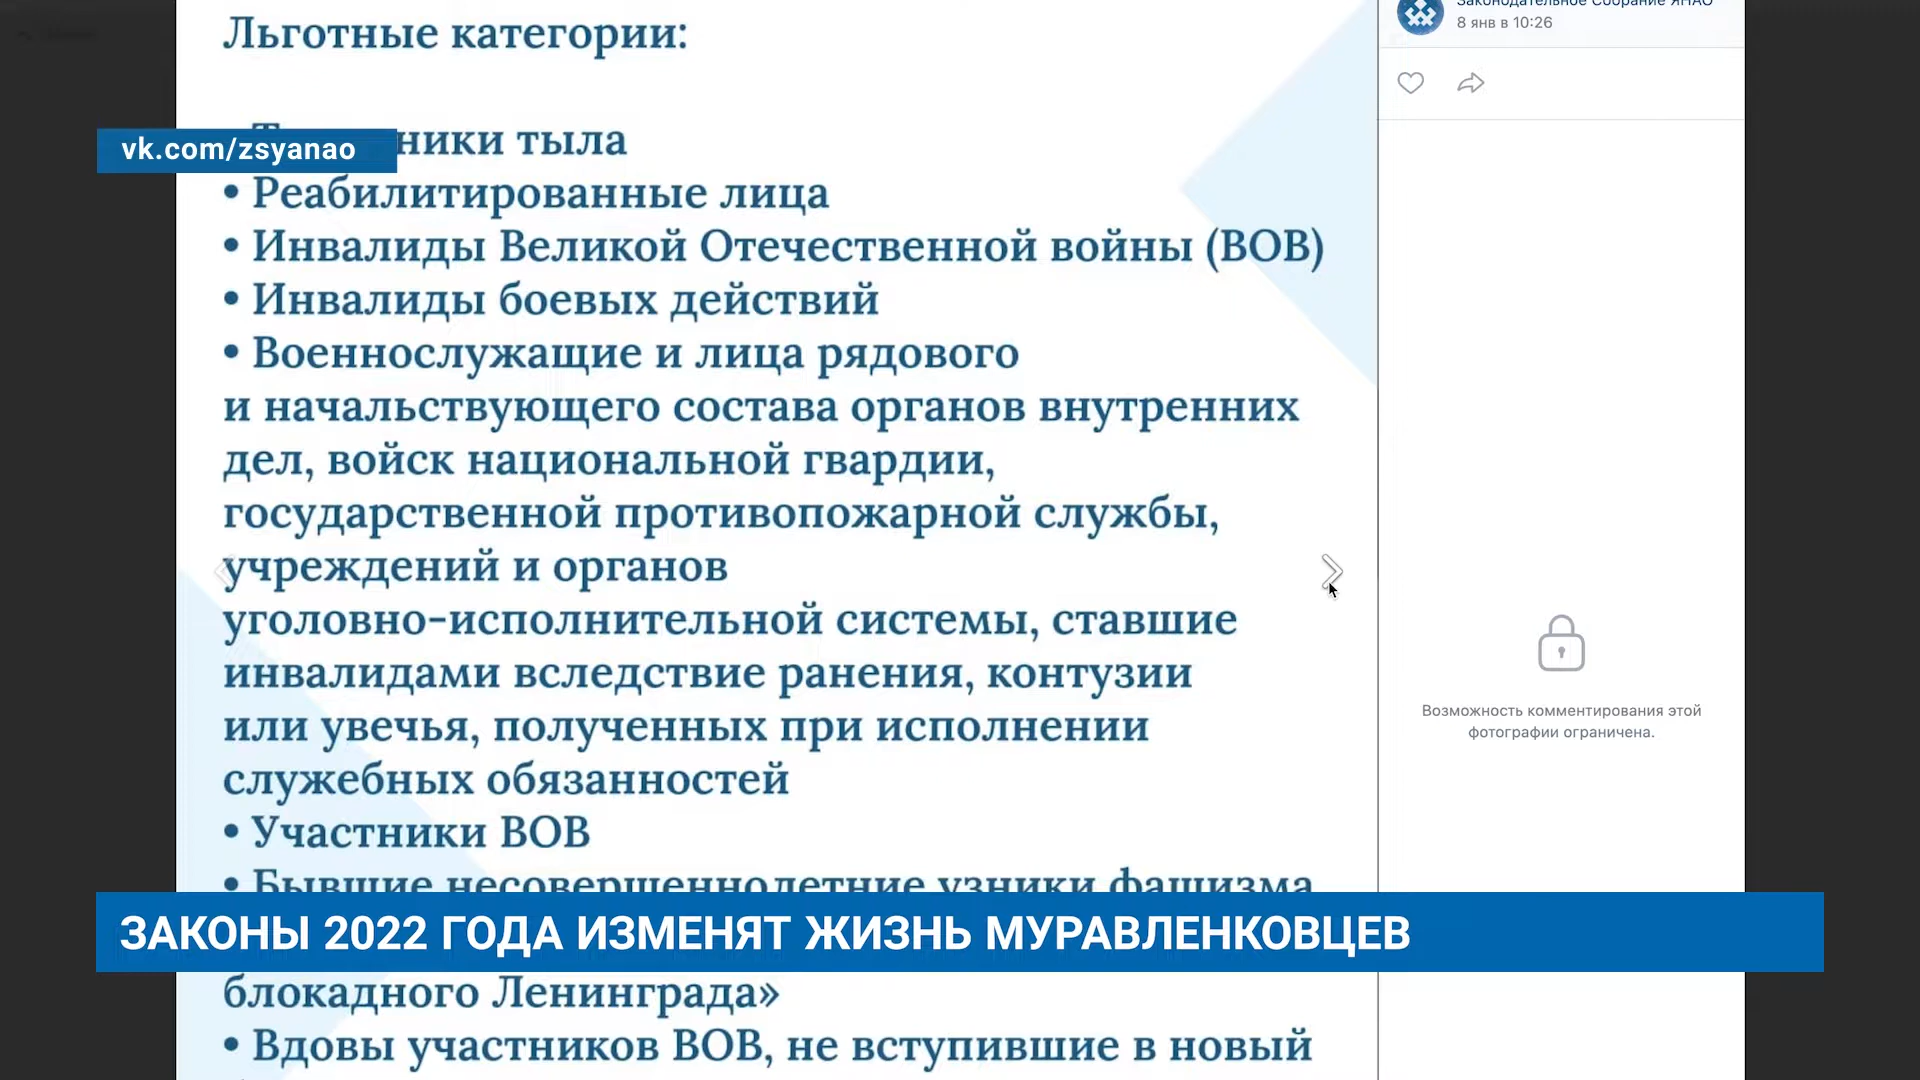 Льготные категории:
ники тыла
vk.com/zsyanao
• Реабилитированные лица
• Инвалиды Великой Отечественной войны (ВОВ)
• Инвалиды боевых действий
• Военнослужащие и лица рядового
и начальствующего состава органов внутренних
дел, войск национальной гвардии,
государственной противопожарной службы,
учреждений и органов
уголовно-исполнительной системы, ставшие
инвалидами вследствие ранения, контузии
или увечья, полученных при исполнении
служебных обязанностей
• Участники ВОВ
• Бывшие несовершеннолетние узники фашизма
ЗАКОНЫ 2022 ГОДА ИЗМЕНЯТ ЖИЗНЬ МУРАВЛЕНКОВЦЕВ
блокадного Ленинграда»
• Вдовы участников ВОВ, не вступившие в новый
Законодательное Собрание ЯНАО
8 янв в 10:26
Возможность комментирования этой
фотографии ограничена.